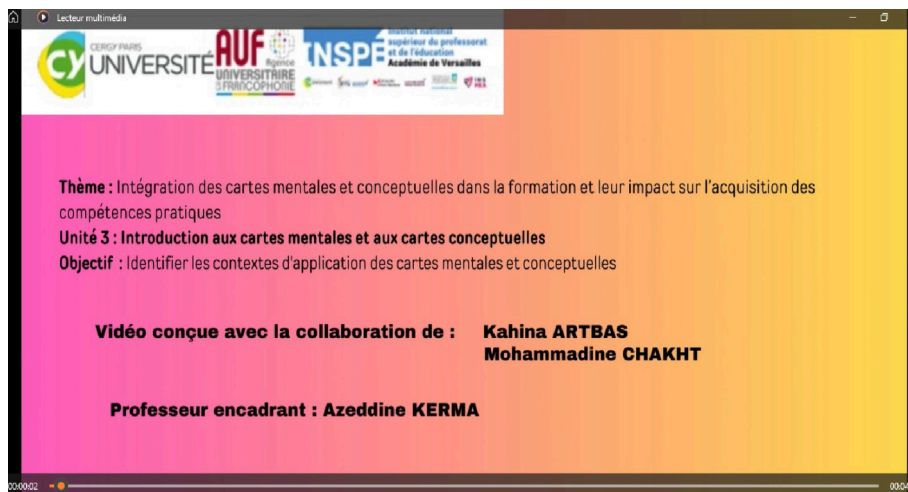 Lecteur multimédia
CERGY PARIS
UNIVERSITÉ
AUF
Agence
UNIVERSITAIRE
DE LA FRANCOPHONIE
INSPÉ
Institut national
supérieur du professorat
et de l'éducation
Académie de Versailles
Thème : Intégration des cartes mentales et conceptuelles dans la formation et leur impact sur l'acquisition des
compétences pratiques
Unité 3 : Introduction aux cartes mentales et aux cartes conceptuelles
Objectif : Identifier les contextes d'application des cartes mentales et conceptuelles
Vidéo conçue avec la collaboration de : Kahina ARTBAS
Mohammadine CHAKHT
Professeur encadrant : Azeddine KERMA
00:00:02